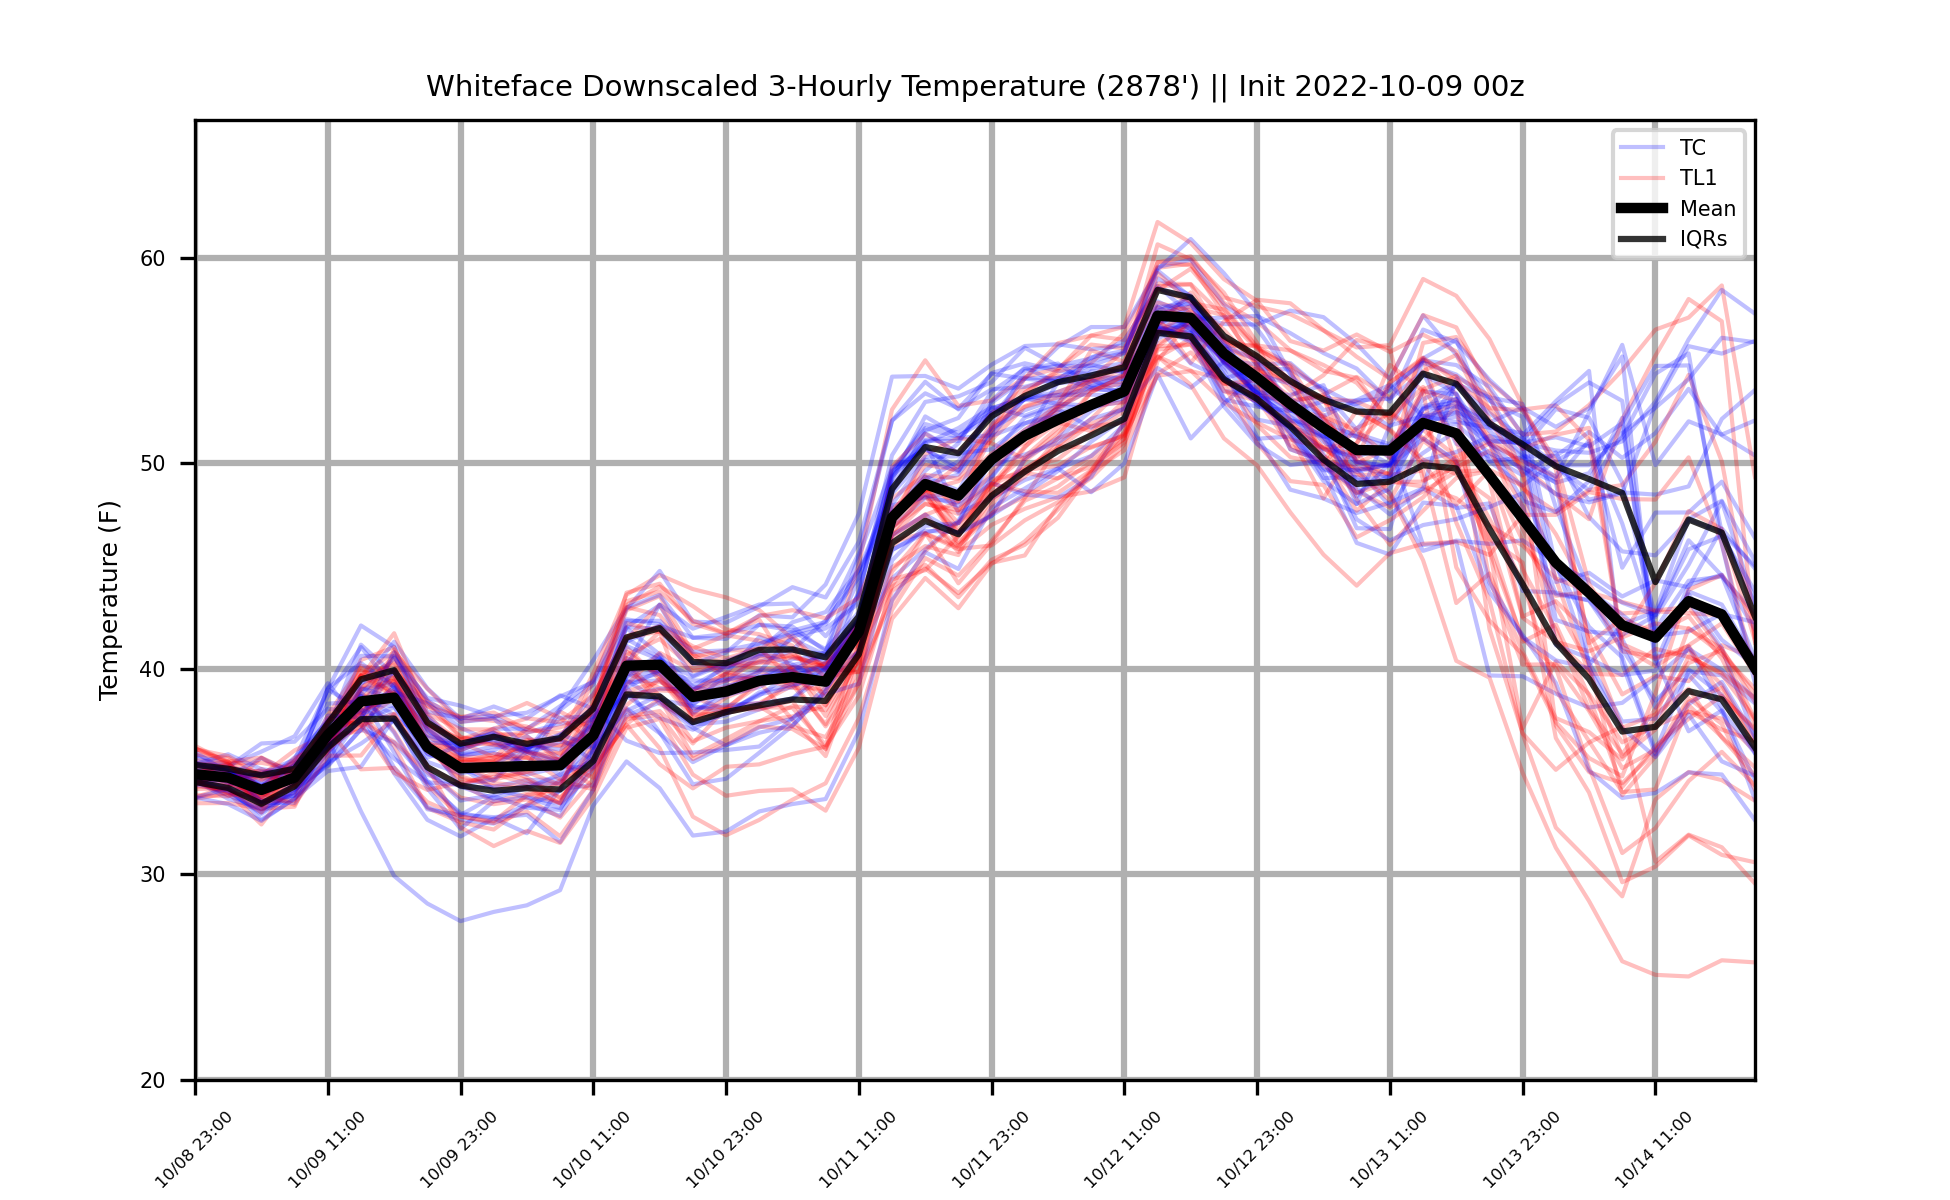 Whiteface Downscaled 3-Hourly Temperature (2878') || Init 2022-10-09 00z
TC
TL1
Mean
IQRs
Temperature (F)
60
50
40
30
20
10/08 23:00
10/09 11:00
10/09 23:00
10/10 11:00
10/10 23:00
10/11 11:00
10/11 23:00
10/12 11:00
10/12 23:00
10/13 11:00
10/13 23:00
10/14 11:00